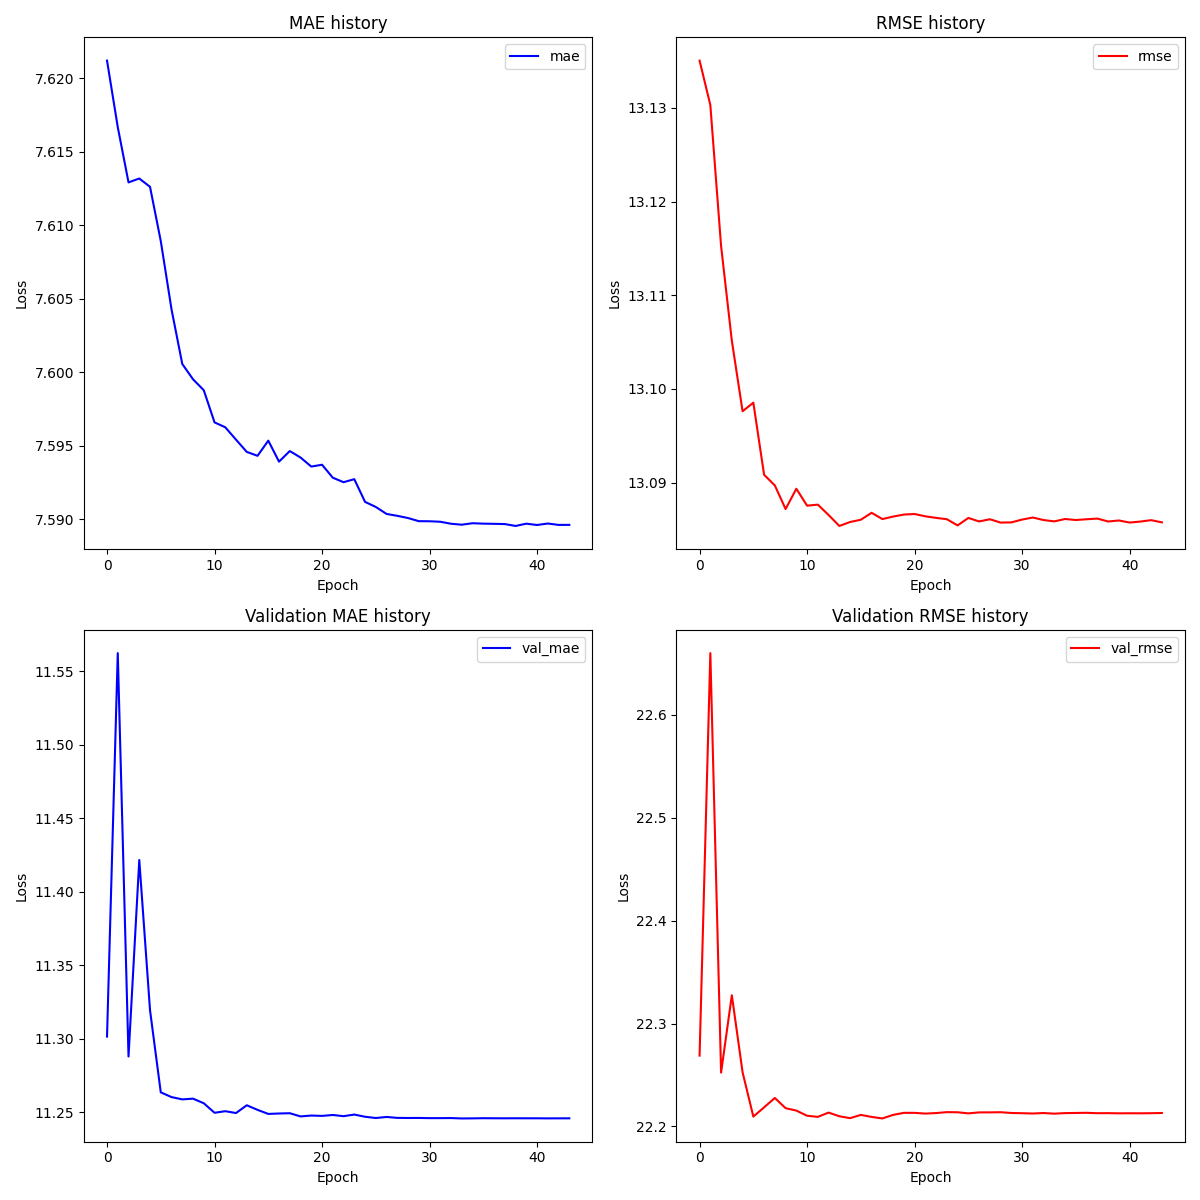 MAE history
mae
7.620
7.615
7.610
7.605
7.600
7.595
7.590
Loss
0 10 20 30 40
Epoch
RMSE history
rmse
13.13
13.12
13.11
13.10
13.09
Loss
0 10 20 30 40
Epoch
Validation MAE history
val_mae
11.55
11.50
11.45
11.40
11.35
11.30
11.25
Loss
0 10 20 30 40
Epoch
Validation RMSE history
val_rmse
22.6
22.5
22.4
22.3
22.2
Loss
0 10 20 30 40
Epoch